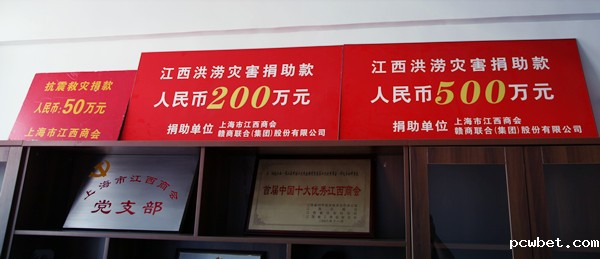 抗震救灾捐款
人民币:50万元
上海市江西商会
江西洪涝灾害捐助款
人民币200万元
捐助单位 上海市江西商会
赣商联合(集团)股份有限公司
江西洪涝灾害捐助款
人民币500万元
捐助单位 上海市江西商会
赣商联合(集团)股份有限公司
上海市江西商会
党支部
首届中国十大优秀江西商会
pcwbet.com